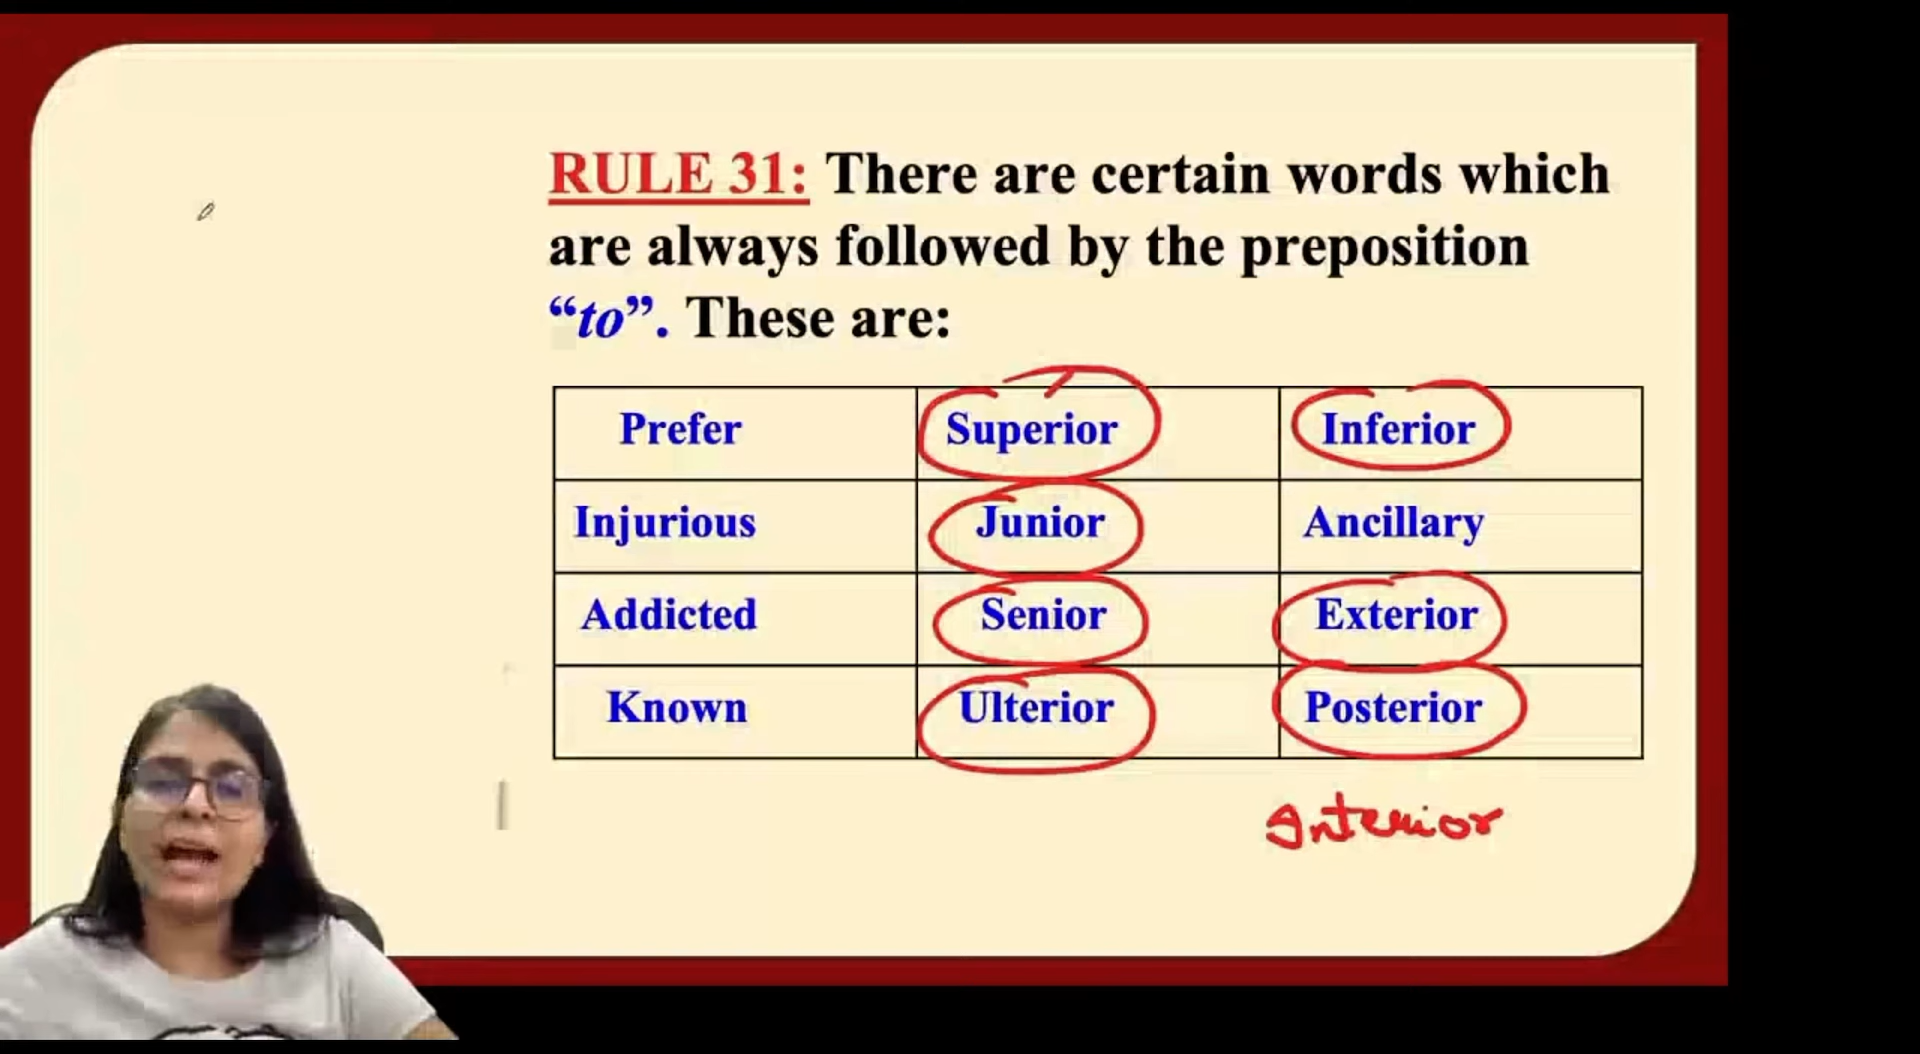 RULE 31: There are certain words which
are always followed by the preposition
“to”. These are:
Prefer Superior Inferior
Injurious Junior Ancillary
Addicted Senior Exterior
Known Ulterior Posterior
Interior